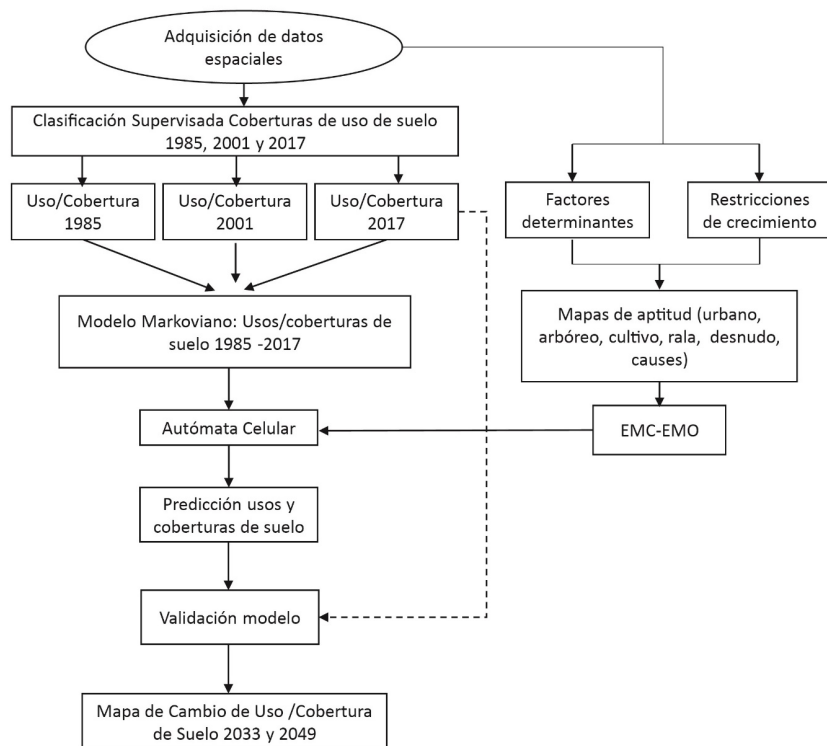 Adquisición de datos
espaciales
Clasificación Supervisada Coberturas de uso de suelo
1985, 2001 y 2017
Uso/Cobertura
1985
Uso/Cobertura
2001
Uso/Cobertura
2017
Factores
determinantes
Restricciones
de crecimiento
Modelo Markoviano: Usos/coberturas de
suelo 1985 -2017
Mapas de aptitud (urbano,
arbóreo, cultivo, rala, desnudo,
causes)
Autómata Celular
EMC-EMO
Predicción usos y
coberturas de suelo
Validación modelo
Mapa de Cambio de Uso /Cobertura
de Suelo 2033 y 2049